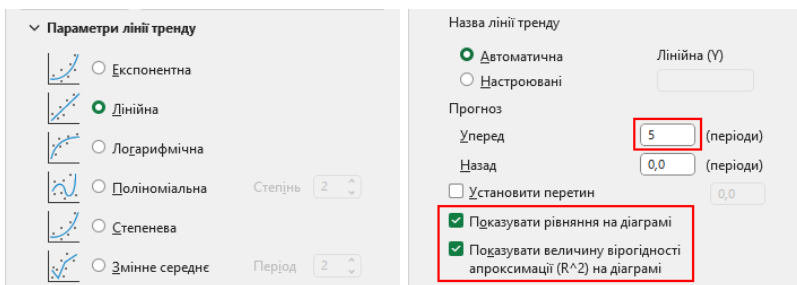 Параметри лінії тренду
Експонентна
Лінійна
Логарифмічна
Поліноміальна Степінь 2
Степенева
Змінне середнє Період 2
Назва лінії тренду
Автоматична Лінійна (Y)
Настроювані
Прогноз
Уперед 5 (періоди)
Назад 0,0 (періоди)
Установити перетин 0,0
Показувати рівняння на діаграмі
Показувати величину вірогідності
апроксимації (R^2) на діаграмі